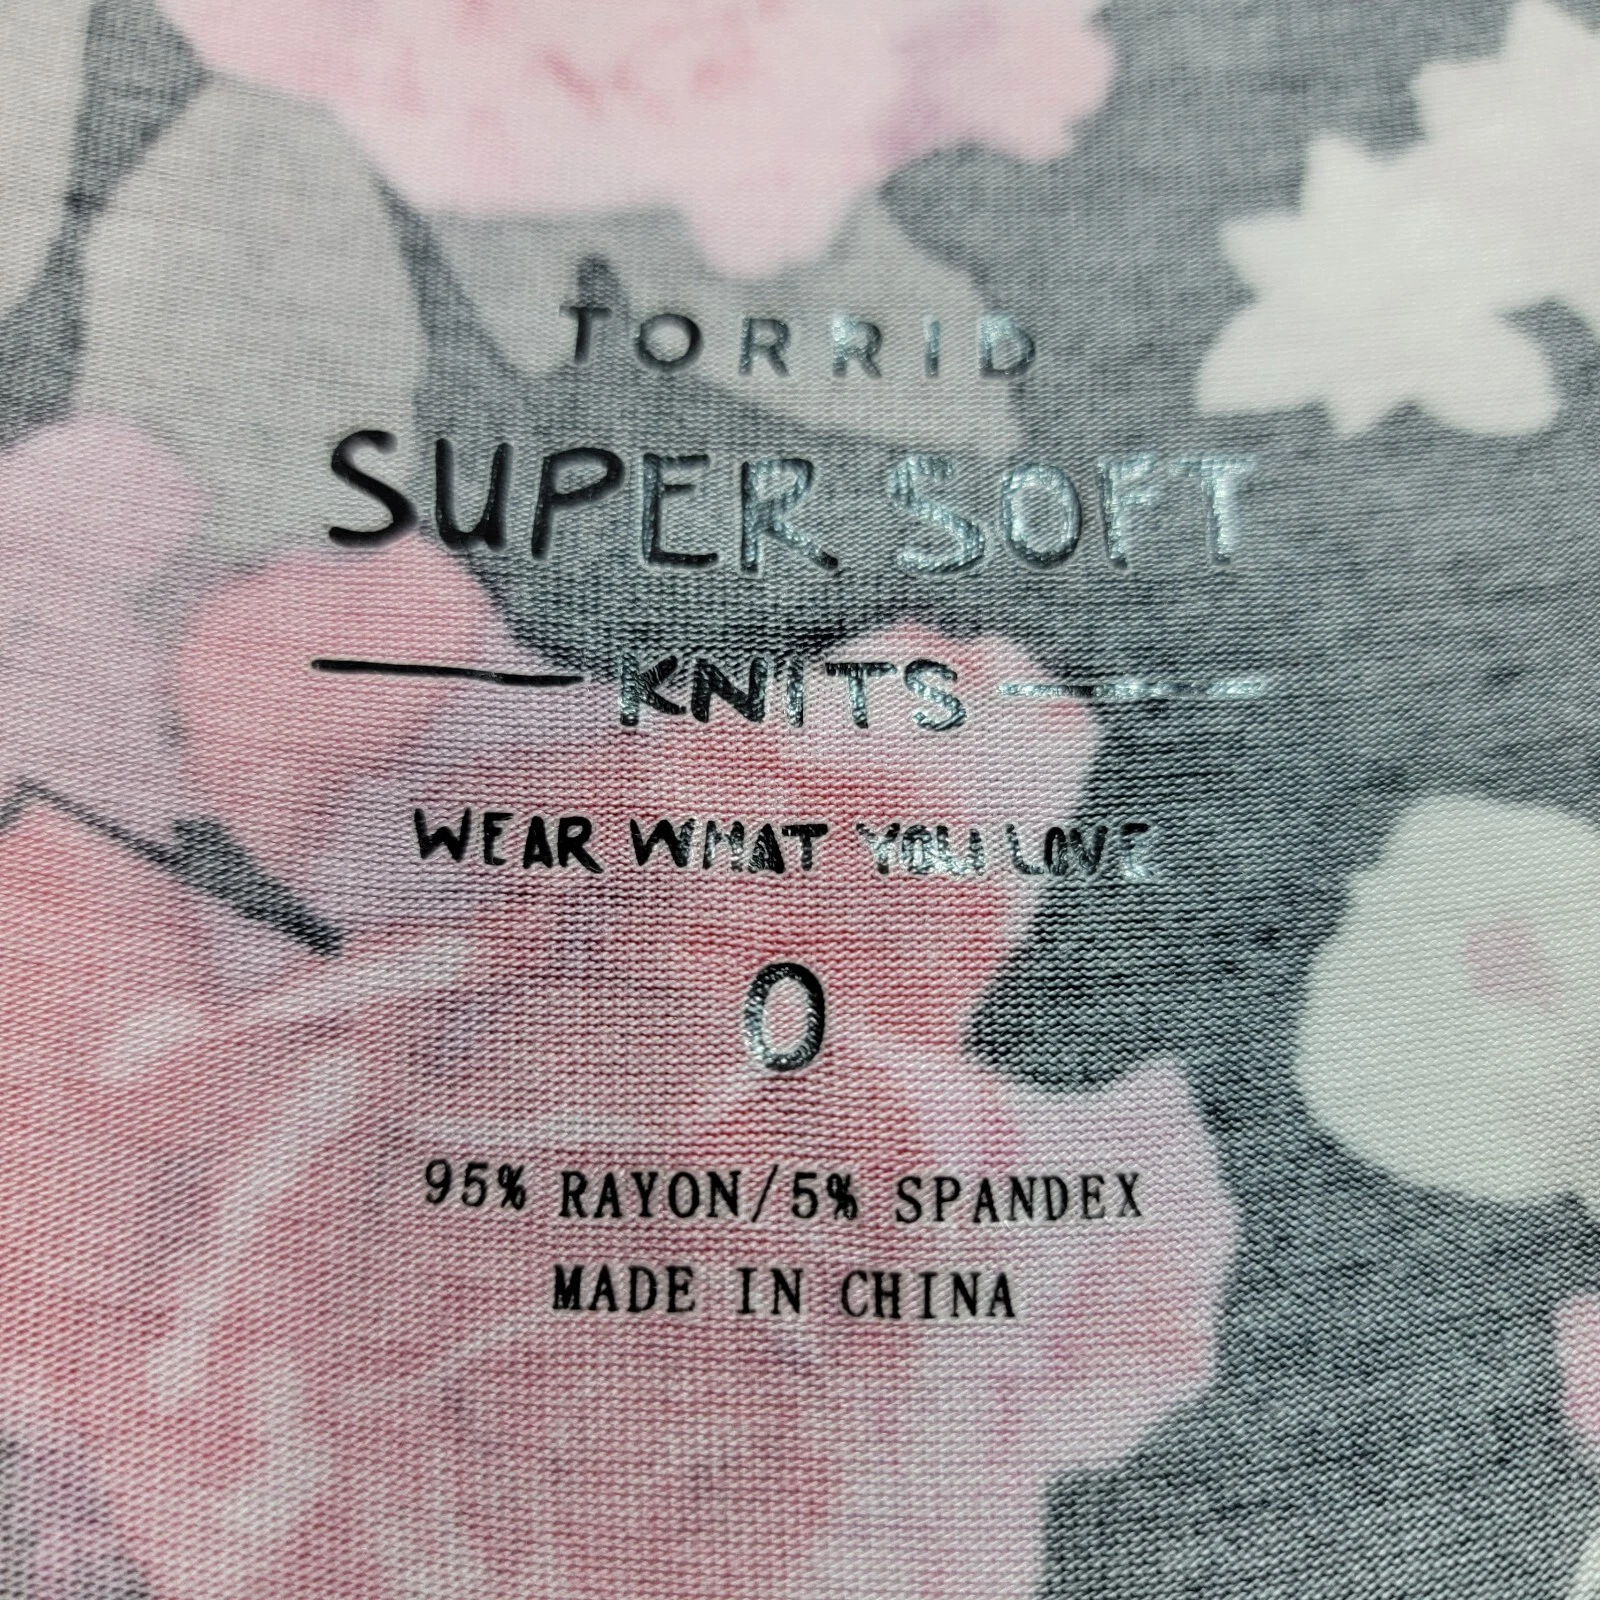 TORRID
SUPER SOFT
KNITS
WEAR WHAT YOU LOVE
0
95% RAYON/5% SPANDEX
MADE IN CHINA